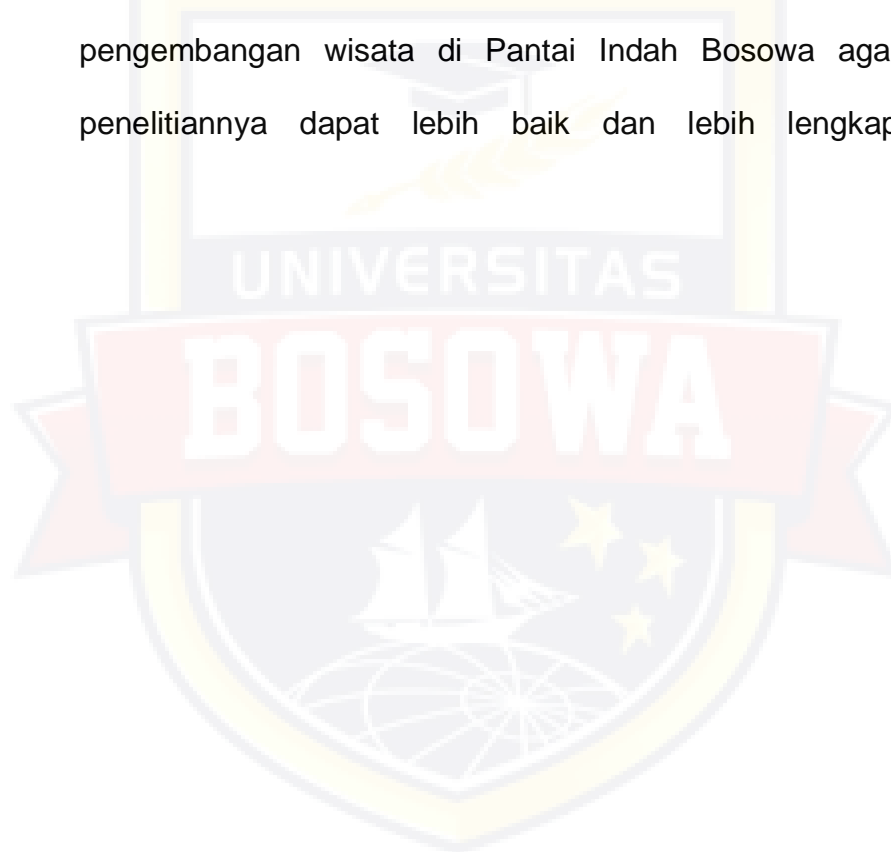 pengembangan wisata di Pantai Indah Bosowa aga
penelitiannya dapat lebih baik dan lebih lengkap
UNIVERSITAS
BOSOWA